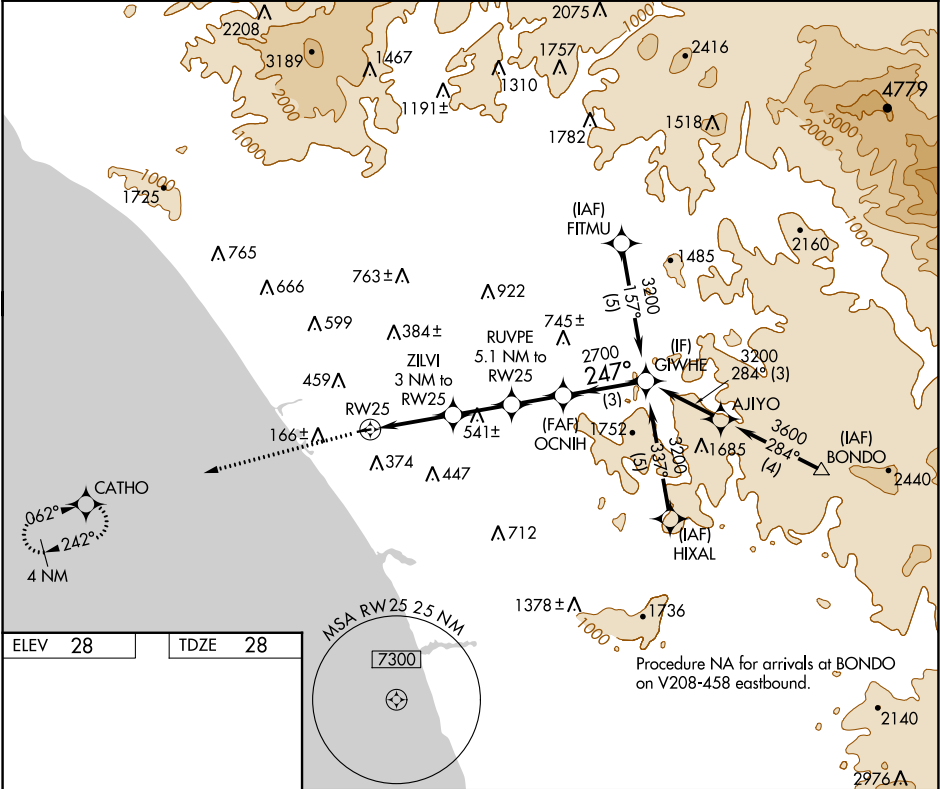 2208
2075
1000
3189
1467
1757
2416
1310
4779
2000
1191±
3000
2000
1782
1518
1000
1000
1000
1725
(IAF)
FITMU
2160
1485
765
763±
666
922
3200
157°
(5)
599
384±
RUVPE
5.1 NM to
RW25
745±
ZILVI
3 NM to
RW25
2700
247°
(3)
(IF)
GIWHE
3200
284° (3)
459
AJIYO
RW25
541±
(FAF)
OCNIH
1752
3600
284°
(4)
(IAF)
BONDO
166±
1685
3200
337°
(5)
374
447
2440
CATHO
062°
242°
4 NM
(IAF)
HIXAL
712
1378±
1000
1736
MSA RW25 25 NM
7300
ELEV 28
TDZE 28
Procedure NA for arrivals at BONDO
on V208-458 eastbound.
2140
2976